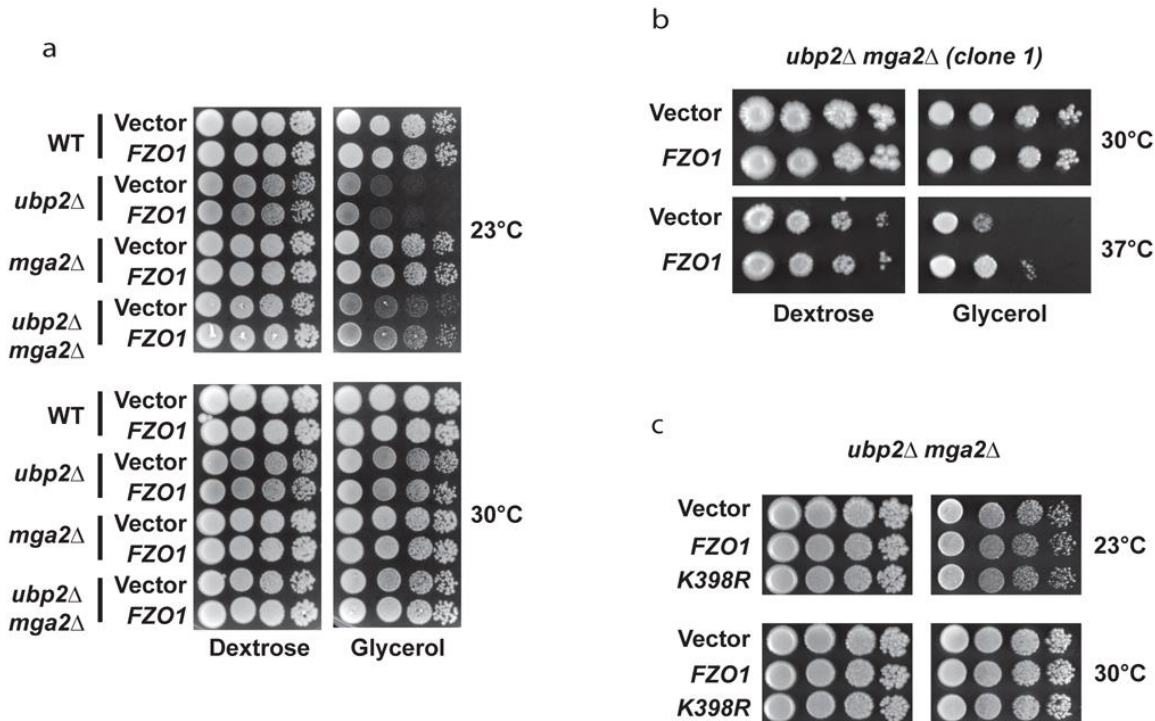 a
WT
Vector
FZO1
ubp2Δ
Vector
FZO1
mga2Δ
Vector
FZO1
ubp2Δ
mga2Δ
Vector
FZO1
23°C
WT
Vector
FZO1
ubp2Δ
Vector
FZO1
mga2Δ
Vector
FZO1
ubp2Δ
mga2Δ
Vector
FZO1
30°C
Dextrose
Glycerol
b
ubp2Δ mga2Δ (clone 1)
Vector
FZO1
30°C
Vector
FZO1
37°C
Dextrose
Glycerol
c
ubp2Δ mga2Δ
Vector
FZO1
K398R
23°C
Vector
FZO1
K398R
30°C